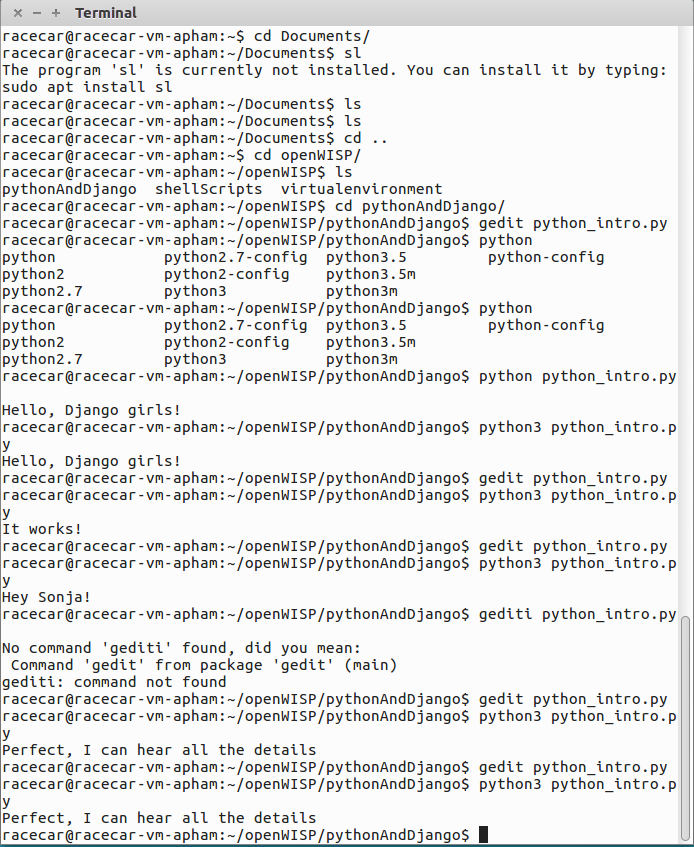 Terminal
racecar@racecar-vm-apham:~$ cd Documents/
racecar@racecar-vm-apham:~/Documents$ sl
The program 'sl' is currently not installed. You can install it by typing:
sudo apt install sl
racecar@racecar-vm-apham:~/Documents$ ls
racecar@racecar-vm-apham:~/Documents$ ls
racecar@racecar-vm-apham:~/Documents$ cd ..
racecar@racecar-vm-apham:~$ cd openWISP/
racecar@racecar-vm-apham:~/openWISP$ ls
pythonAndDjango  shellScripts  virtualenvironment
racecar@racecar-vm-apham:~/openWISP$ cd pythonAndDjango/
racecar@racecar-vm-apham:~/openWISP/pythonAndDjango$ gedit python_intro.py
racecar@racecar-vm-apham:~/openWISP/pythonAndDjango$ python
python            python2.7-config  python3.5         python-config
python2           python2-config    python3.5m
python2.7         python3           python3m
racecar@racecar-vm-apham:~/openWISP/pythonAndDjango$ python
python            python2.7-config  python3.5         python-config
python2           python2-config    python3.5m
python2.7         python3           python3m
racecar@racecar-vm-apham:~/openWISP/pythonAndDjango$ python python_intro.py
Hello, Django girls!
racecar@racecar-vm-apham:~/openWISP/pythonAndDjango$ python3 python_intro.p
y
Hello, Django girls!
racecar@racecar-vm-apham:~/openWISP/pythonAndDjango$ gedit python_intro.py
racecar@racecar-vm-apham:~/openWISP/pythonAndDjango$ python3 python_intro.p
y
It works!
racecar@racecar-vm-apham:~/openWISP/pythonAndDjango$ gedit python_intro.py
racecar@racecar-vm-apham:~/openWISP/pythonAndDjango$ python3 python_intro.p
y
Hey Sonja!
racecar@racecar-vm-apham:~/openWISP/pythonAndDjango$ gediti python_intro.py
No command 'gediti' found, did you mean:
 Command 'gedit' from package 'gedit' (main)
gediti: command not found
racecar@racecar-vm-apham:~/openWISP/pythonAndDjango$ gedit python_intro.py
racecar@racecar-vm-apham:~/openWISP/pythonAndDjango$ python3 python_intro.p
y
Perfect, I can hear all the details
racecar@racecar-vm-apham:~/openWISP/pythonAndDjango$ gedit python_intro.py
racecar@racecar-vm-apham:~/openWISP/pythonAndDjango$ python3 python_intro.p
y
Perfect, I can hear all the details
racecar@racecar-vm-apham:~/openWISP/pythonAndDjango$